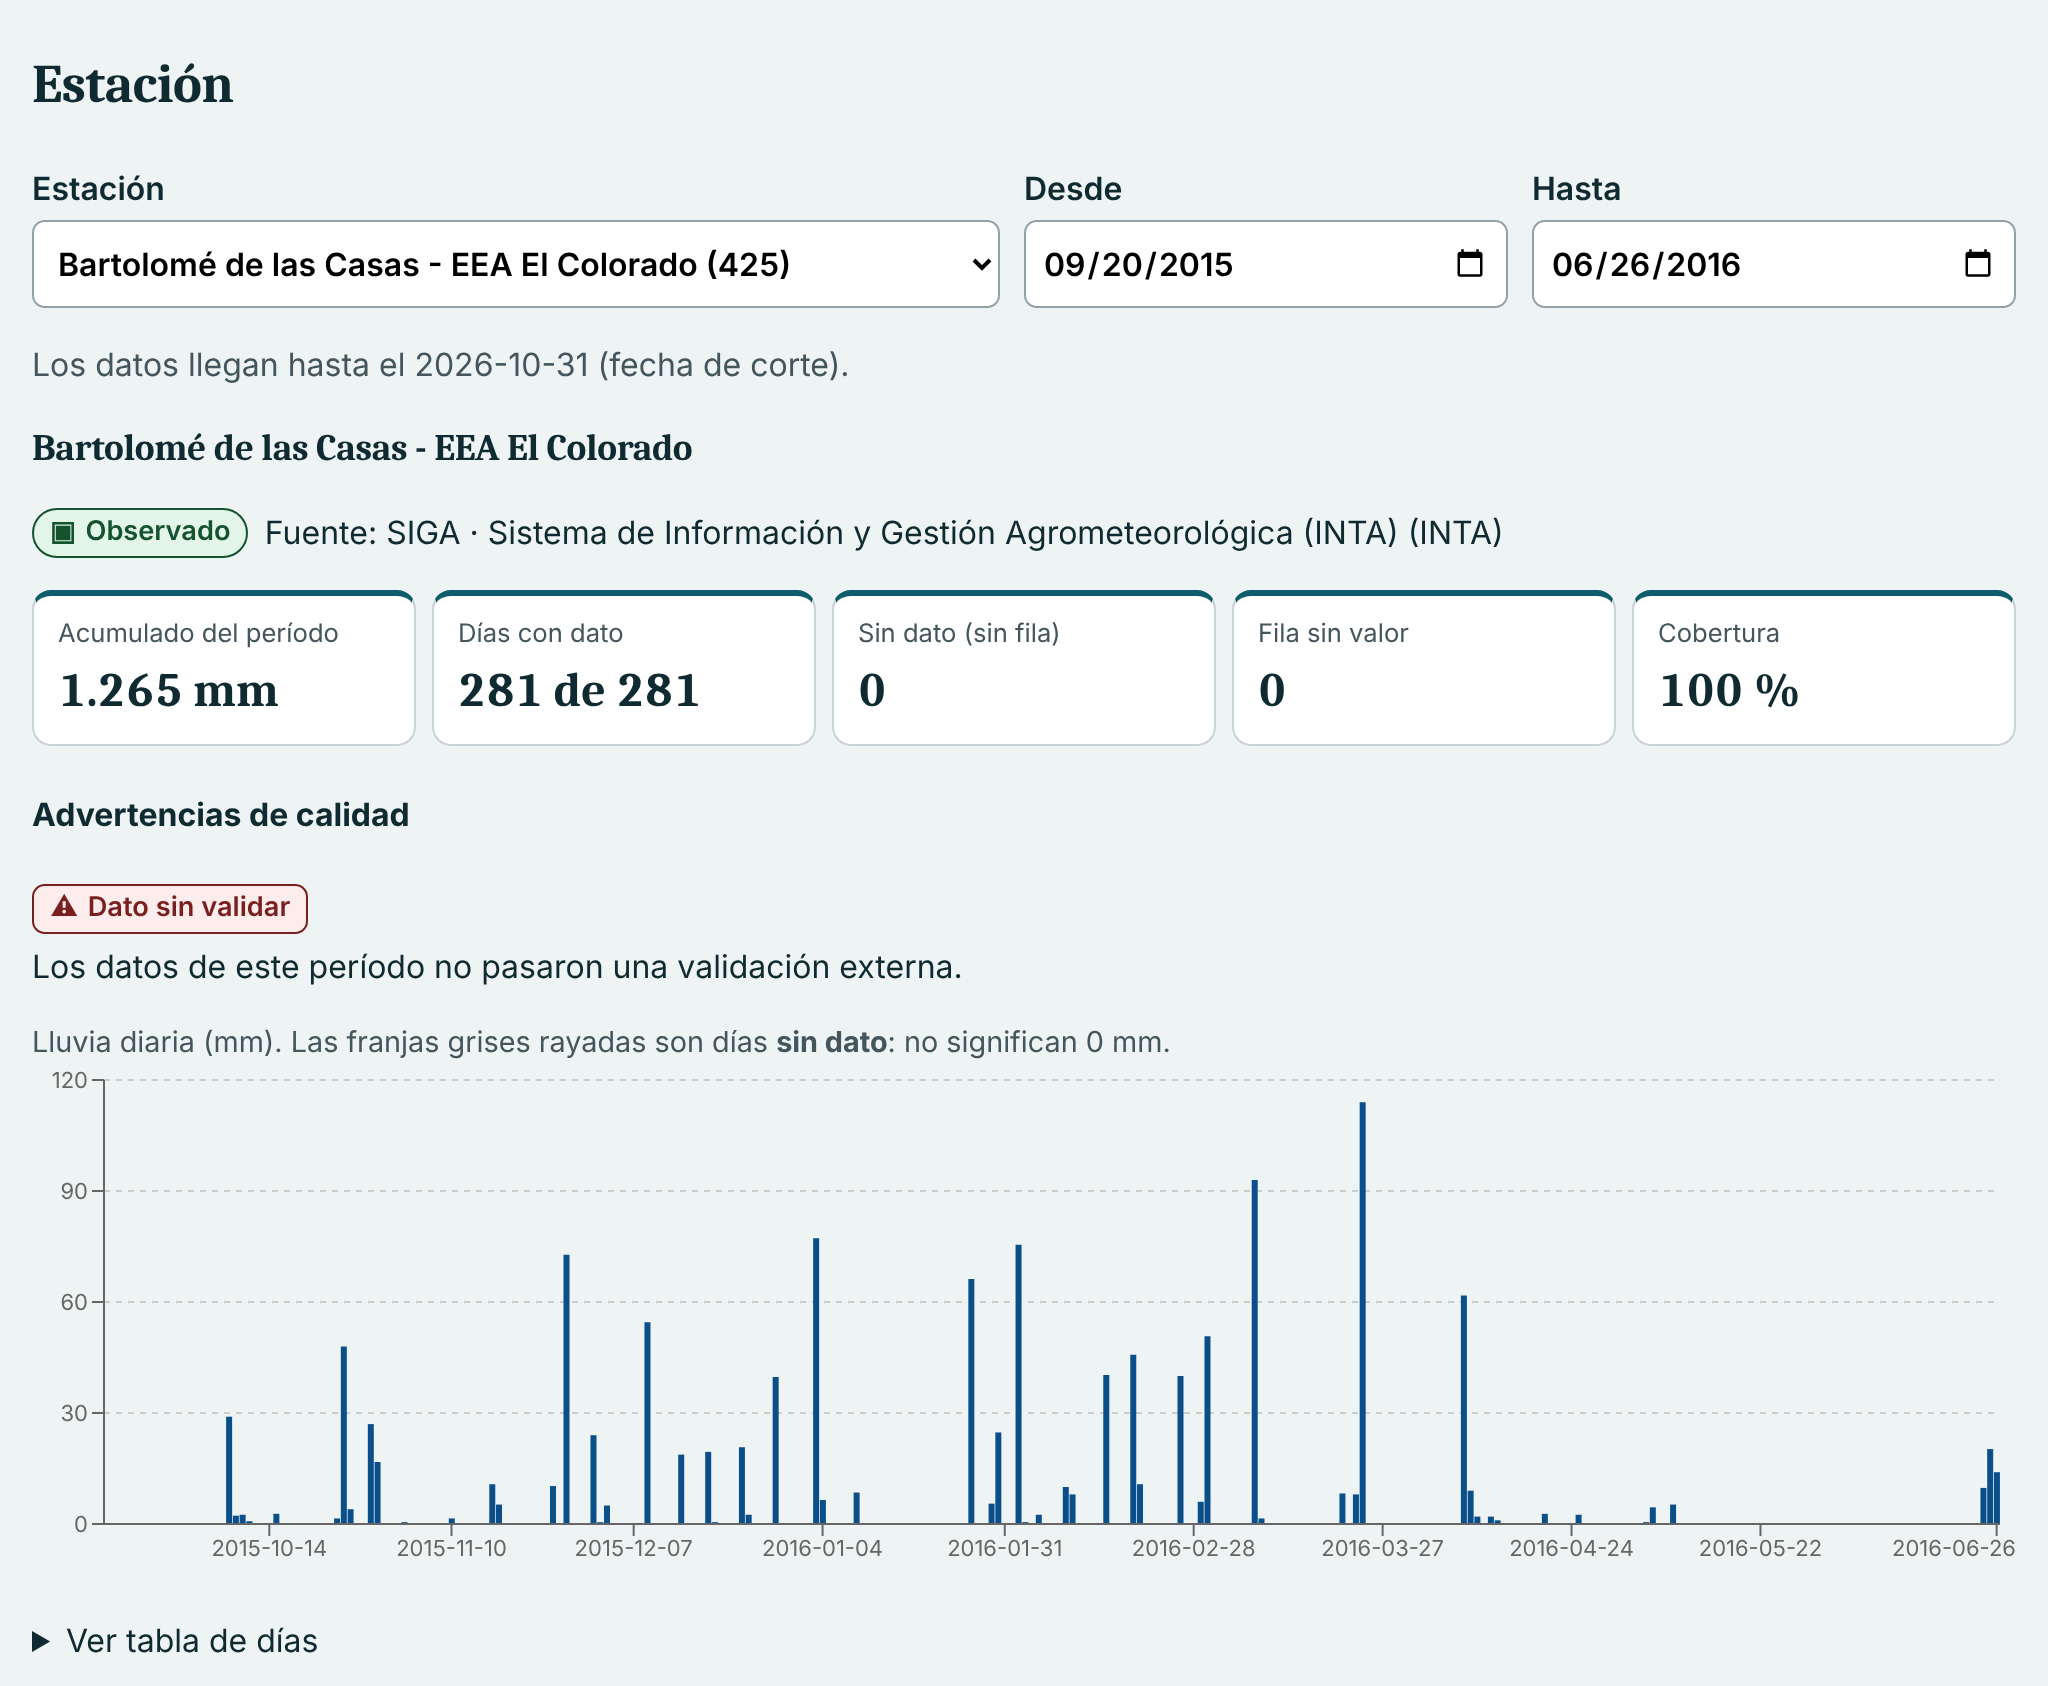 Estación
Estación Desde Hasta
Bartolomé de las Casas - EEA El Colorado (425) 09/20/2015 06/26/2016
Los datos llegan hasta el 2026-10-31 (fecha de corte).
Bartolomé de las Casas - EEA El Colorado
Observado Fuente: SIGA · Sistema de Información y Gestión Agrometeorológica (INTA) (INTA)
Acumulado del período Días con dato Sin dato (sin fila) Fila sin valor Cobertura
1.265 mm 281 de 281 0 0 100 %
Advertencias de calidad
Dato sin validar
Los datos de este período no pasaron una validación externa.
Lluvia diaria (mm). Las franjas grises rayadas son días sin dato: no significan 0 mm.
120
90
60
30
0
2015-10-14 2015-11-10 2015-12-07 2016-01-04 2016-01-31 2016-02-28 2016-03-27 2016-04-24 2016-05-22 2016-06-26
Ver tabla de días